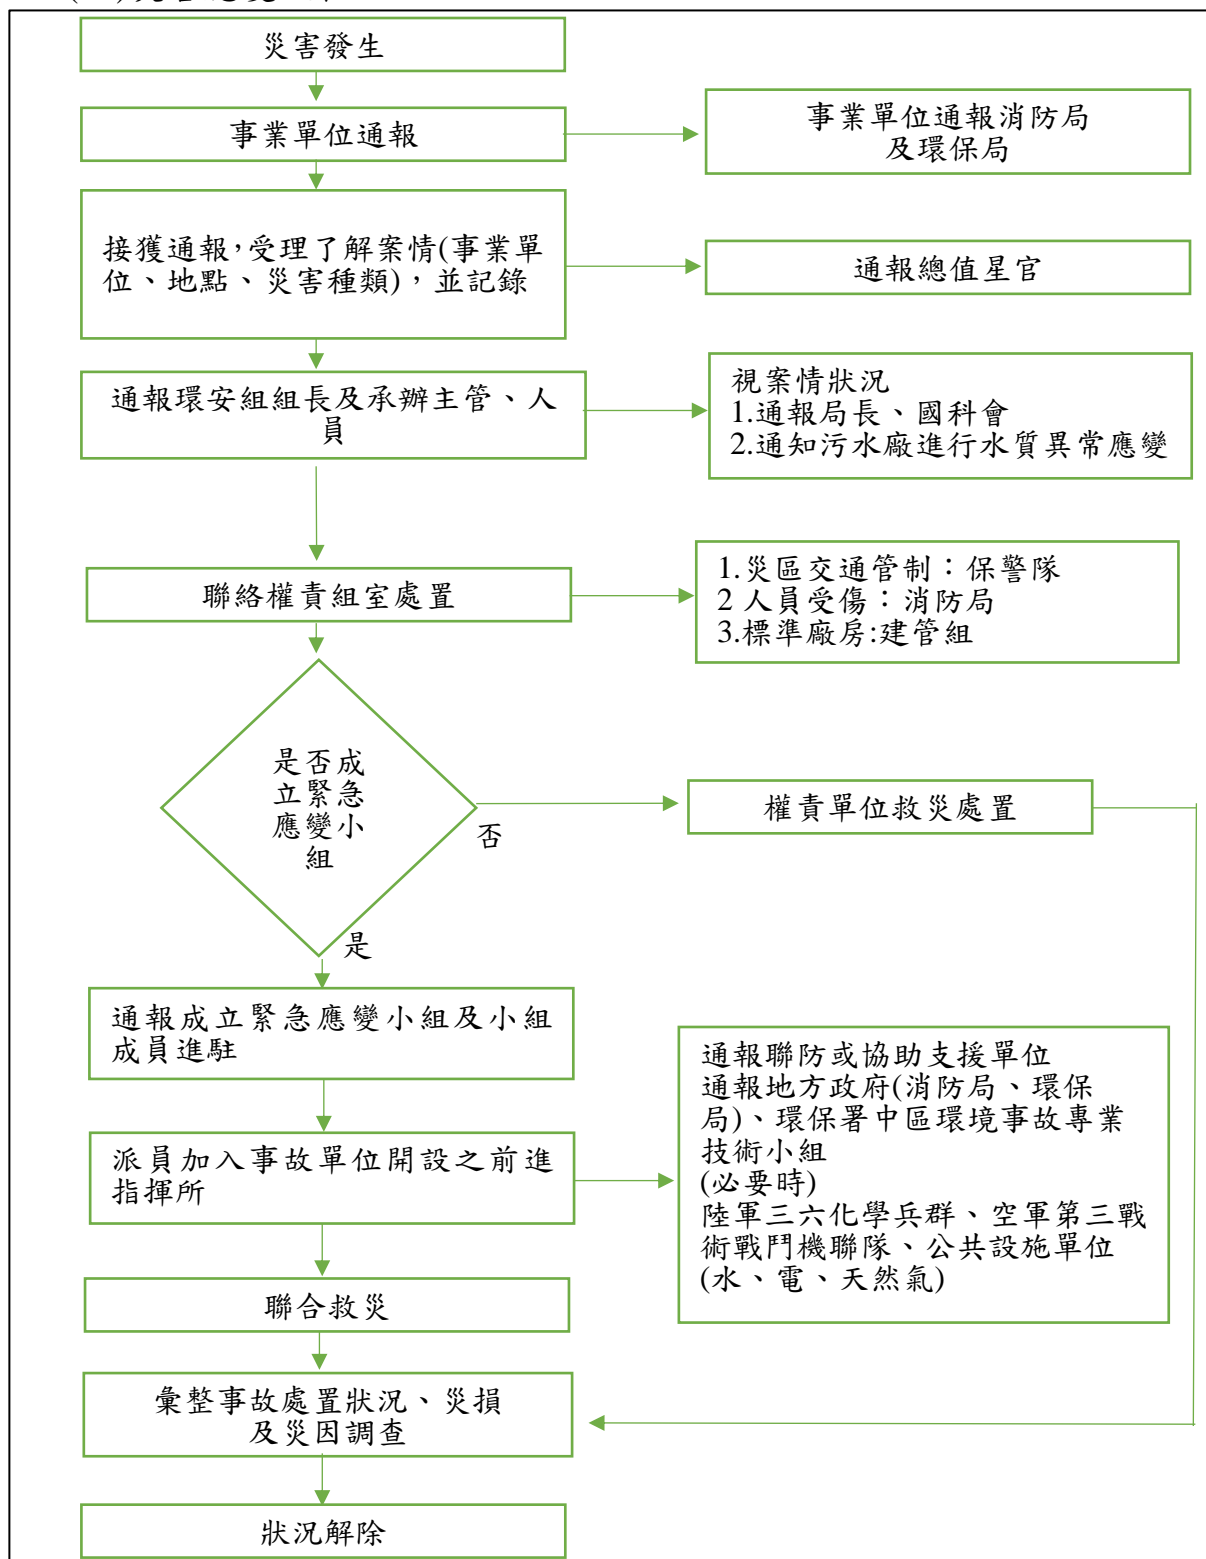 災害發生
事業單位通報
事業單位通報消防局
及環保局
接獲通報,受理了解案情(事業單
位、地點、災害種類),並記錄
通報總值星官
通報環安組組長及承辦主管、人
員
視案情狀況
1.通報局長、國科會
2.通知污水廠進行水質異常應變
聯絡權責組室處置
1.災區交通管制：保警隊
2 人員受傷：消防局
3.標準廠房:建管組
是否成
立緊急
應變小
組
否
權責單位救災處置
是
通報成立緊急應變小組及小組
成員進駐
派員加入事故單位開設之前進
指揮所
通報聯防或協助支援單位
通報地方政府(消防局、環保
局)、環保署中區環境事故專業
技術小組
(必要時)
陸軍三六化學兵群、空軍第三戰
術戰鬥機聯隊、公共設施單位
(水、電、天然氣)
聯合救災
彙整事故處置狀況、災損
及災因調查
狀況解除